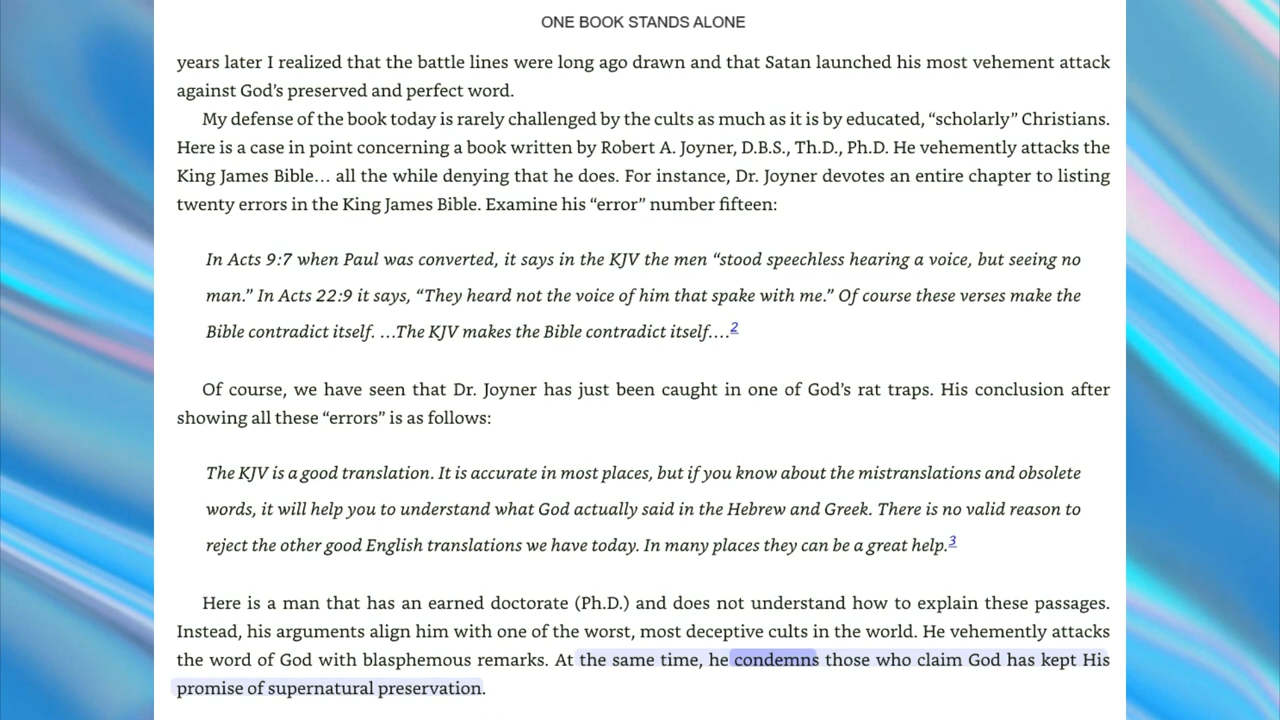 ONE BOOK STANDS ALONE
years later I realized that the battle lines were long ago drawn and that Satan launched his most vehement attack
against God’s preserved and perfect word.
My defense of the book today is rarely challenged by the cults as much as it is by educated, “scholarly” Christians.
Here is a case in point concerning a book written by Robert A. Joyner, D.B.S., Th.D., Ph.D. He vehemently attacks the
King James Bible… all the while denying that he does. For instance, Dr. Joyner devotes an entire chapter to listing
twenty errors in the King James Bible. Examine his “error” number fifteen:
In Acts 9:7 when Paul was converted, it says in the KJV the men “stood speechless hearing a voice, but seeing no
man.” In Acts 22:9 it says, “They heard not the voice of him that spake with me.” Of course these verses make the
Bible contradict itself. …The KJV makes the Bible contradict itself….2
Of course, we have seen that Dr. Joyner has just been caught in one of God’s rat traps. His conclusion after
showing all these “errors” is as follows:
The KJV is a good translation. It is accurate in most places, but if you know about the mistranslations and obsolete
words, it will help you to understand what God actually said in the Hebrew and Greek. There is no valid reason to
reject the other good English translations we have today. In many places they can be a great help.3
Here is a man that has an earned doctorate (Ph.D.) and does not understand how to explain these passages.
Instead, his arguments align him with one of the worst, most deceptive cults in the world. He vehemently attacks
the word of God with blasphemous remarks. At the same time, he condemns those who claim God has kept His
promise of supernatural preservation.